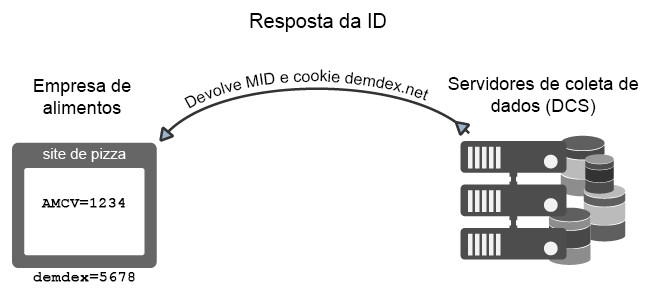 Resposta da ID
Devolve MID e cookie demdex.net
Empresa de
alimentos
site de pizza
AMCV=1234
demdex=5678
Servidores de coleta de
dados (DCS)